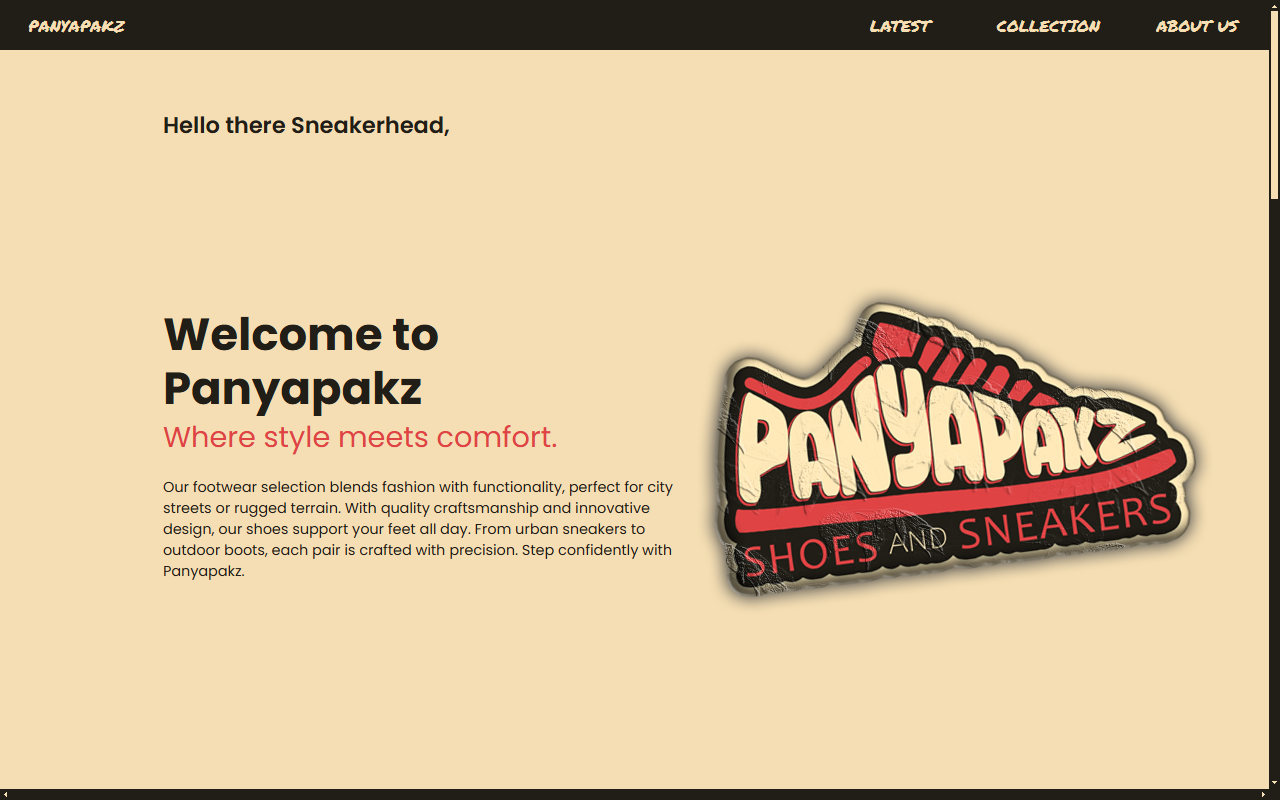 PANYAPAKZ
LATEST
COLLECTION
ABOUT US
Hello there Sneakerhead,
Welcome to
Panyapakz
Where style meets comfort.
Our footwear selection blends fashion with functionality, perfect for city
streets or rugged terrain. With quality craftsmanship and innovative
design, our shoes support your feet all day. From urban sneakers to
outdoor boots, each pair is crafted with precision. Step confidently with
Panyapakz.
PANYAPAKZ
SHOES AND SNEAKERS